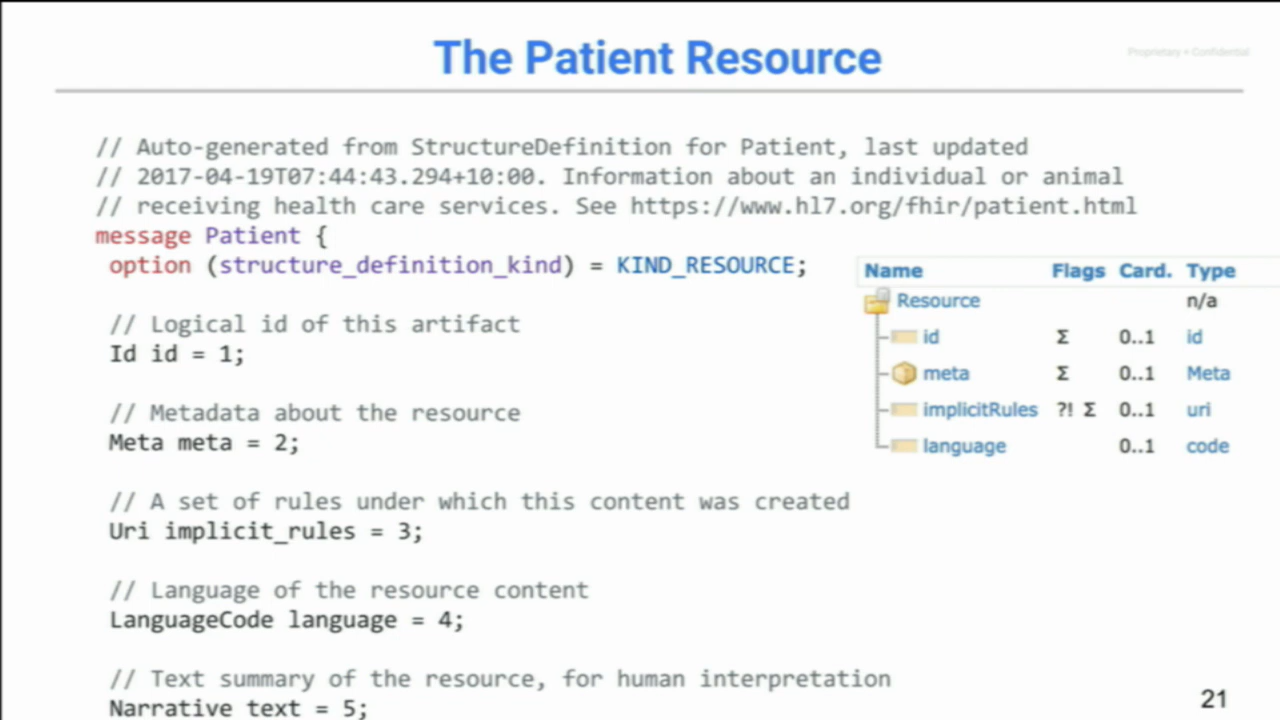 The Patient Resource
Proprietary + Confidential
// Auto-generated from StructureDefinition for Patient, last updated
// 2017-04-19T07:44:43.294+10:00. Information about an individual or animal
// receiving health care services. See https://www.hl7.org/fhir/patient.html
message Patient {
option (structure_definition_kind) = KIND_RESOURCE;
// Logical id of this artifact
Id id = 1;
// Metadata about the resource
Meta meta = 2;
// A set of rules under which this content was created
Uri implicit_rules = 3;
// Language of the resource content
LanguageCode language = 4;
// Text summary of the resource, for human interpretation
Narrative text = 5;
Name Flags Card. Type
Resource n/a
id Σ 0..1 id
meta Σ 0..1 Meta
implicitRules ?! Σ 0..1 uri
language 0..1 code
21